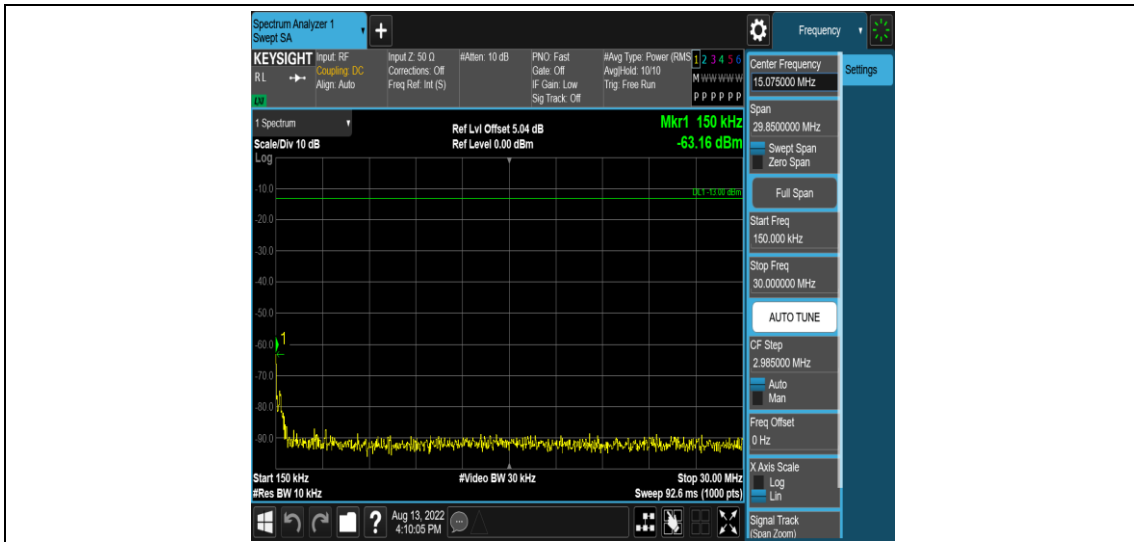 Spectrum Analyzer 1
Swept SA
+
Frequency
KEYSIGHT
RL
LXI
Input: RF
Coupling: DC
Align: Auto
Input Z: 50 Ω
Corrections: Off
Freq Ref: Int (S)
#Atten: 10 dB
PNO: Fast
Gate: Off
IF Gain: Low
Sig Track: Off
#Avg Type: Power (RMS
Avg|Hold: 10/10
Trig: Free Run
1 2 3 4 5 6
M W W W W W
P P P P P P
1 Spectrum
Scale/Div 10 dB
Log
Ref Lvl Offset 5.04 dB
Ref Level 0.00 dBm
Mkr1 150 kHz
-63.16 dBm
DL1 -13.00 dBm
-10.0
-20.0
-30.0
-40.0
-50.0
-60.0
1
-70.0
-80.0
-90.0
Start 150 kHz
#Video BW 30 kHz
Stop 30.00 MHz
#Res BW 10 kHz
Sweep 92.6 ms (1000 pts)
?
Aug 13, 2022
4:10:05 PM
Center Frequency
15.075000 MHz
Settings
Span
29.8500000 MHz
Swept Span
Zero Span
Full Span
Start Freq
150.000 kHz
Stop Freq
30.000000 MHz
AUTO TUNE
CF Step
2.985000 MHz
Auto
Man
Freq Offset
0 Hz
X Axis Scale
Log
Lin
Signal Track
(Span Zoom)